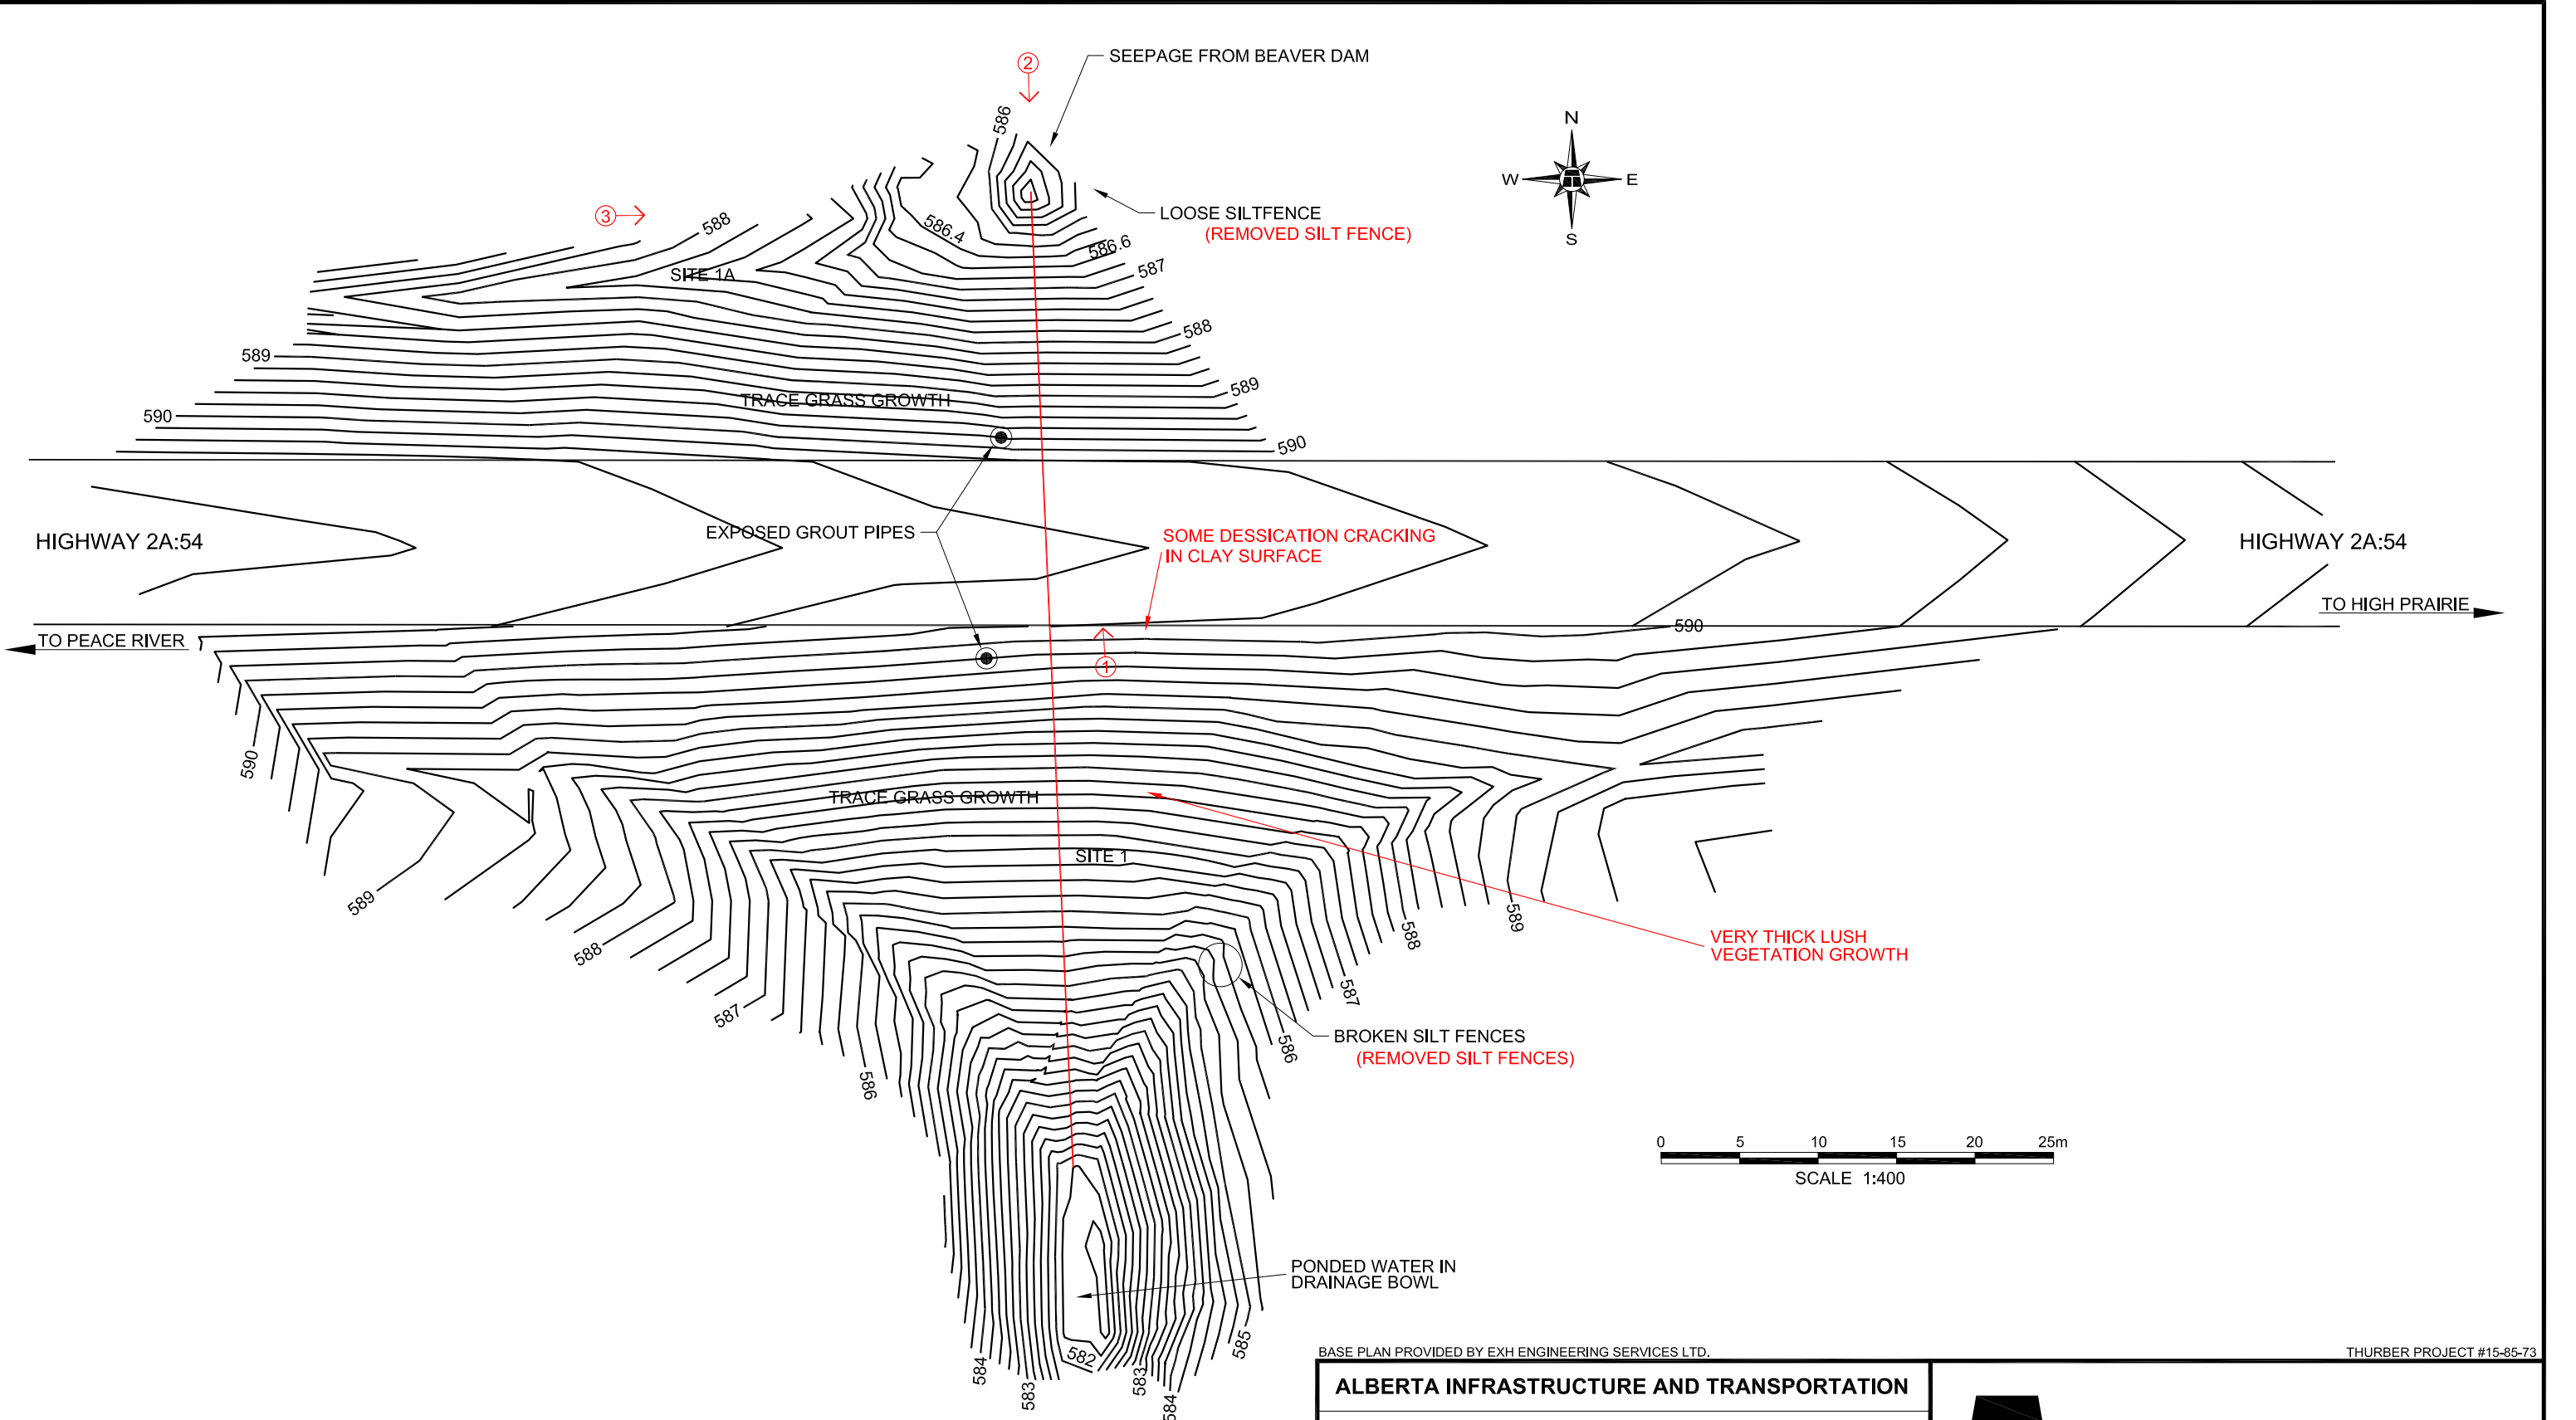 SEEPAGE FROM BEAVER DAM
2
586
N
W
E
S
LOOSE SILTFENCE
(REMOVED SILT FENCE)
3
588
586.4
586.6
587
SITE 1A
588
589
589
TRACE GRASS GROWTH
590
590
HIGHWAY 2A:54
EXPOSED GROUT PIPES
SOME DESSICATION CRACKING
IN CLAY SURFACE
HIGHWAY 2A:54
TO HIGH PRAIRIE
TO PEACE RIVER
590
1
590
TRACE GRASS GROWTH
SITE 1
589
589
588
588
VERY THICK LUSH
VEGETATION GROWTH
587
587
BROKEN SILT FENCES
(REMOVED SILT FENCES)
586
586
0 5 10 15 20 25m
SCALE 1:400
PONDED WATER IN
DRAINAGE BOWL
585
582
584
583
583
584
BASE PLAN PROVIDED BY EXH ENGINEERING SERVICES LTD.
THURBER PROJECT #15-85-73
ALBERTA INFRASTRUCTURE AND TRANSPORTATION